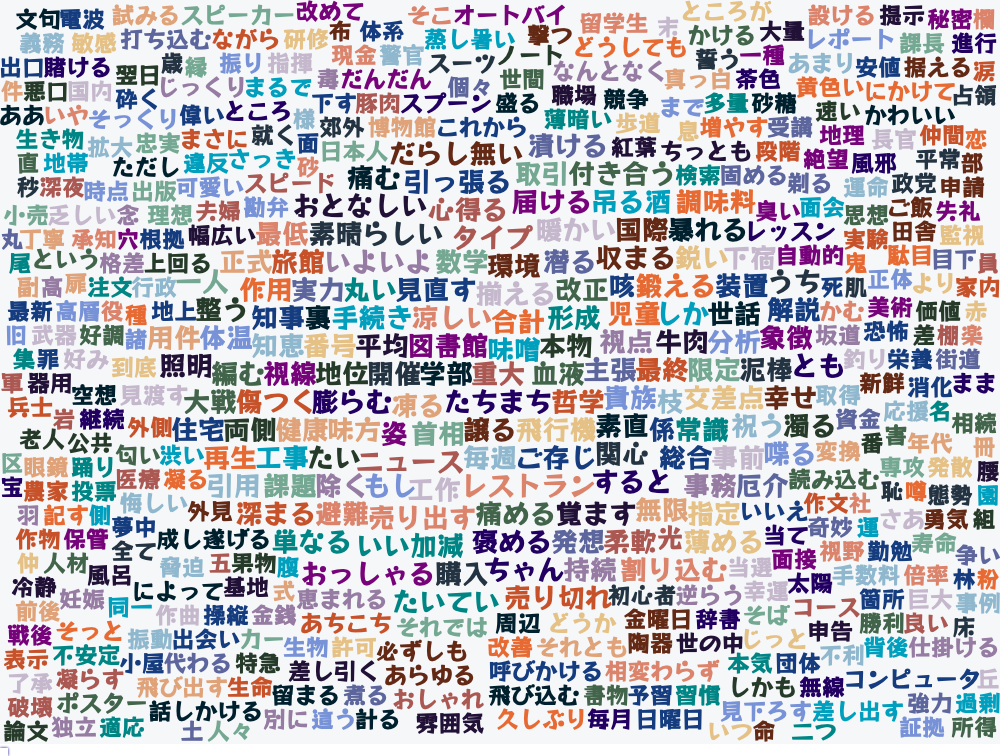 文句 電波 試みる スピーカー 改めて そこ オートバイ 留学生 末 ところが 設ける 提示 秘密 欄
義務 敏感 打ち込む ながら 研修 布 体系 蒸し暑い 撃つ どうしても かける 大量 レポート 課長 進行
出口 賭ける 翌日 歳 縁 振り 指揮 現金 警官 スーツ ノート なんとなく 誓う 一種 あまり 安値 据える 涙
件 悪口 国内 砕く じっくり まるで 毒 だんだん 個々 世間 真っ白 茶色 黄色い にかけて 占領
ああ いや そっくり 偉い ところ 様 下す 豚肉 スプーン 盛る 職場 競争 まで 多量 砂糖 速い かわいい
生き物 拡大 忠実 まさに 就く 面 郊外 博物館 これから 薄暗い 歩道 息 増やす 受講 地理 長官 仲間 恋
直 地帯 ただし 違反 さっき 砂 日本人 だらし無い 漬ける 紅葉 ちっとも 段階 絶望 風邪 平常 部
秒 深夜 時点 出版 可愛い スピード 痛む 引っ張る 取引 付き合う 検索 固める 剃る 運命 政党 申請
小売 乏しい 念 理想 夫婦 勘弁 おとなしい 心得る 届ける 吊る 酒 調味料 臭い 面会 思想 ご飯 失礼
丸 丁寧 承知 穴 根拠 幅広い 最低 素晴らしい タイプ 暖かい 国際 暴れる レッスン 実験 田舎 監視
尾 という 格差 上回る 正式 旅館 いよいよ 数学 環境 潜る 収まる 鋭い 下宿 自動的 鬼 駄目 目下 員
副 高 扉 注文 行政 一人 作用 実力 丸い 見直す 揃える 改正 咳 鍛える 装置 うち 死 肌 正体 より 家内
最新 高層 役 種 地上 整う 知事 裏 手続き 涼しい 合計 形成 児童 しか 世話 解説 かむ 美術 価値 赤
旧 武器 好調 諸 用件 体温 知恵 番号 平均 図書館 味噌 本物 視点 牛肉 分析 象徴 坂道 恐怖 差 棚 楽
集 罪 好み 到底 照明 編む 視線 地位 開催 学部 重大 血液 主張 最終 限定 泥棒 とも 釣り 栄養 街道
軍 器用 空想 見渡す 大戦 傷つく 膨らむ 凍る たちまち 哲学 貴族 枝 交差点 幸せ 取得 新鮮 消化 まま
兵士 岩 継続 外側 住宅 両側 健康 味方 姿 首相 譲る 飛行機 素直 係 常識 祝う 濁る 資金 応援 名 相続
老人 公共 匂い 渋い 再生 工事 たい ニュース 毎週 ご存じ 関心 総合 事前 喋る 変換 番 害 年代 冊
区 眼鏡 踊り 医療 凝る 引用 課題 除く もし 工作 レストラン すると 事務 厄介 読み込む 専攻 発散 腰
宝 農家 投票 悔しい 外見 深まる 避難 売り出す 痛める 覚ます 無限 指定 いいえ 作文 社 恥 噂 態勢 園
羽 記す 側 夢中 成し遂げる 単なる いい加減 褒める 発想 柔軟 光 薄める 当て 奇妙 運 さあ 勇気 組
作物 保管 全て 脅迫 五 果物 腹 おっしゃる 購入 ちゃん 持続 割り込む 当選 面接 視野 勤勉 寿命 争い
仲 人材 風呂 によって 基地 式 恵まれる たいてい 売り切れ 初心者 逆らう 幸運 太陽 手数料 倍率 林 粉
冷静 妊娠 同一 作曲 操縦 金銭 あちこち それでは 周辺 どうか 金曜日 辞書 そば コース 箇所 巨大 事例
前後 そっと 振動 出会い カー 生物 許可 必ずしも 改善 それとも 陶器 世の中 じっと 申告 勝利 良い 床
戦後 不安定 小屋 代わる 特急 差し引く あらゆる 呼びかける 相変わらず 本気 団体 不利 背後 仕掛ける
表示 了承 凝らす 飛び出す 生命 留まる 煮る おしゃれ 飛び込む 書物 予習 習慣 しかも 無線 コンピュータ 丘
破壊 ポスター 話しかける 別に 違う 計る 雰囲気 久しぶり 毎月 日曜日 見下ろす 差し出す 強力 過剰
論文 独立 適応 土 人々 いつ 命 二つ 証拠 所得